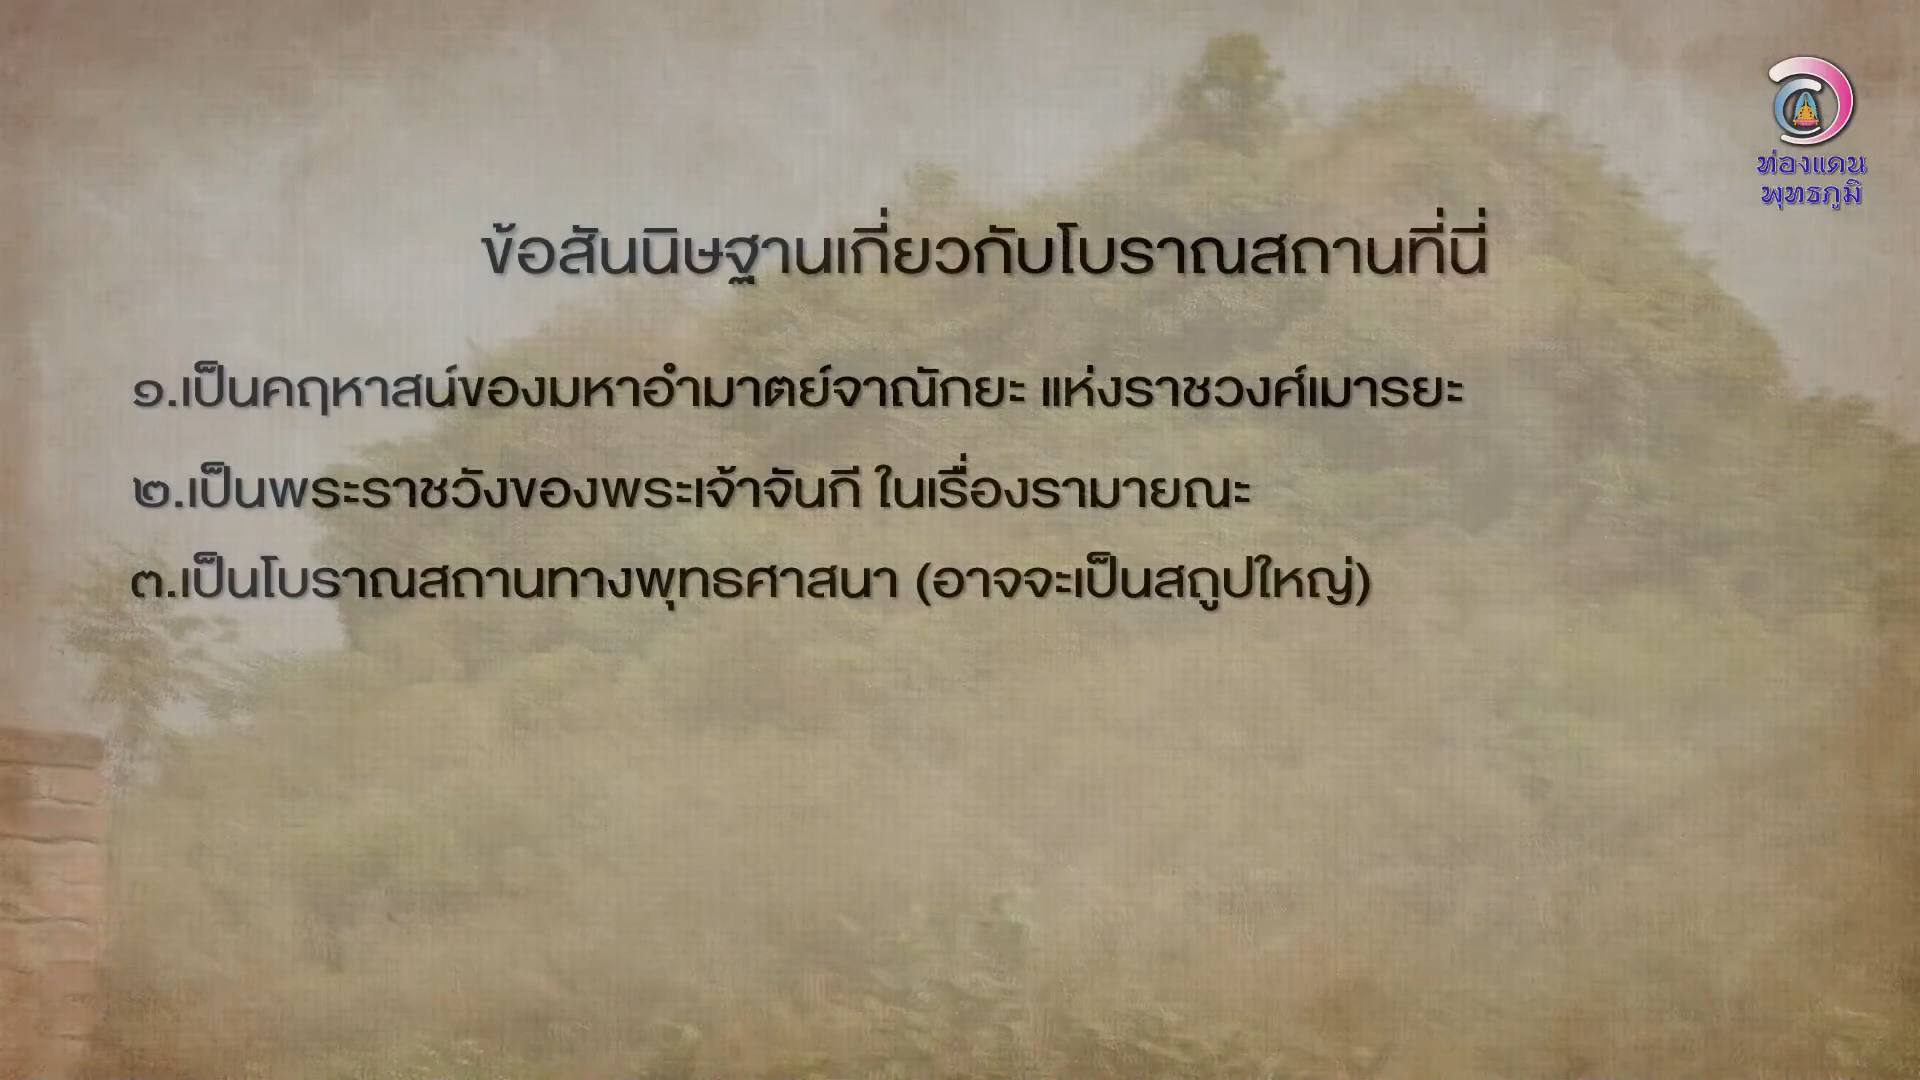 ท่องแดน
พุทธภูมิ
ข้อสันนิษฐานเกี่ยวกับโบราณสถานที่นี่
๑.เป็นคฤหาสน์ของมหาอำมาตย์จาณักยะ แห่งราชวงศ์เมารยะ
๒.เป็นพระราชวังของพระเจ้าจันกี ในเรื่องรามายณะ
๓.เป็นโบราณสถานทางพุทธศาสนา (อาจจะเป็นสถูปใหญ่)